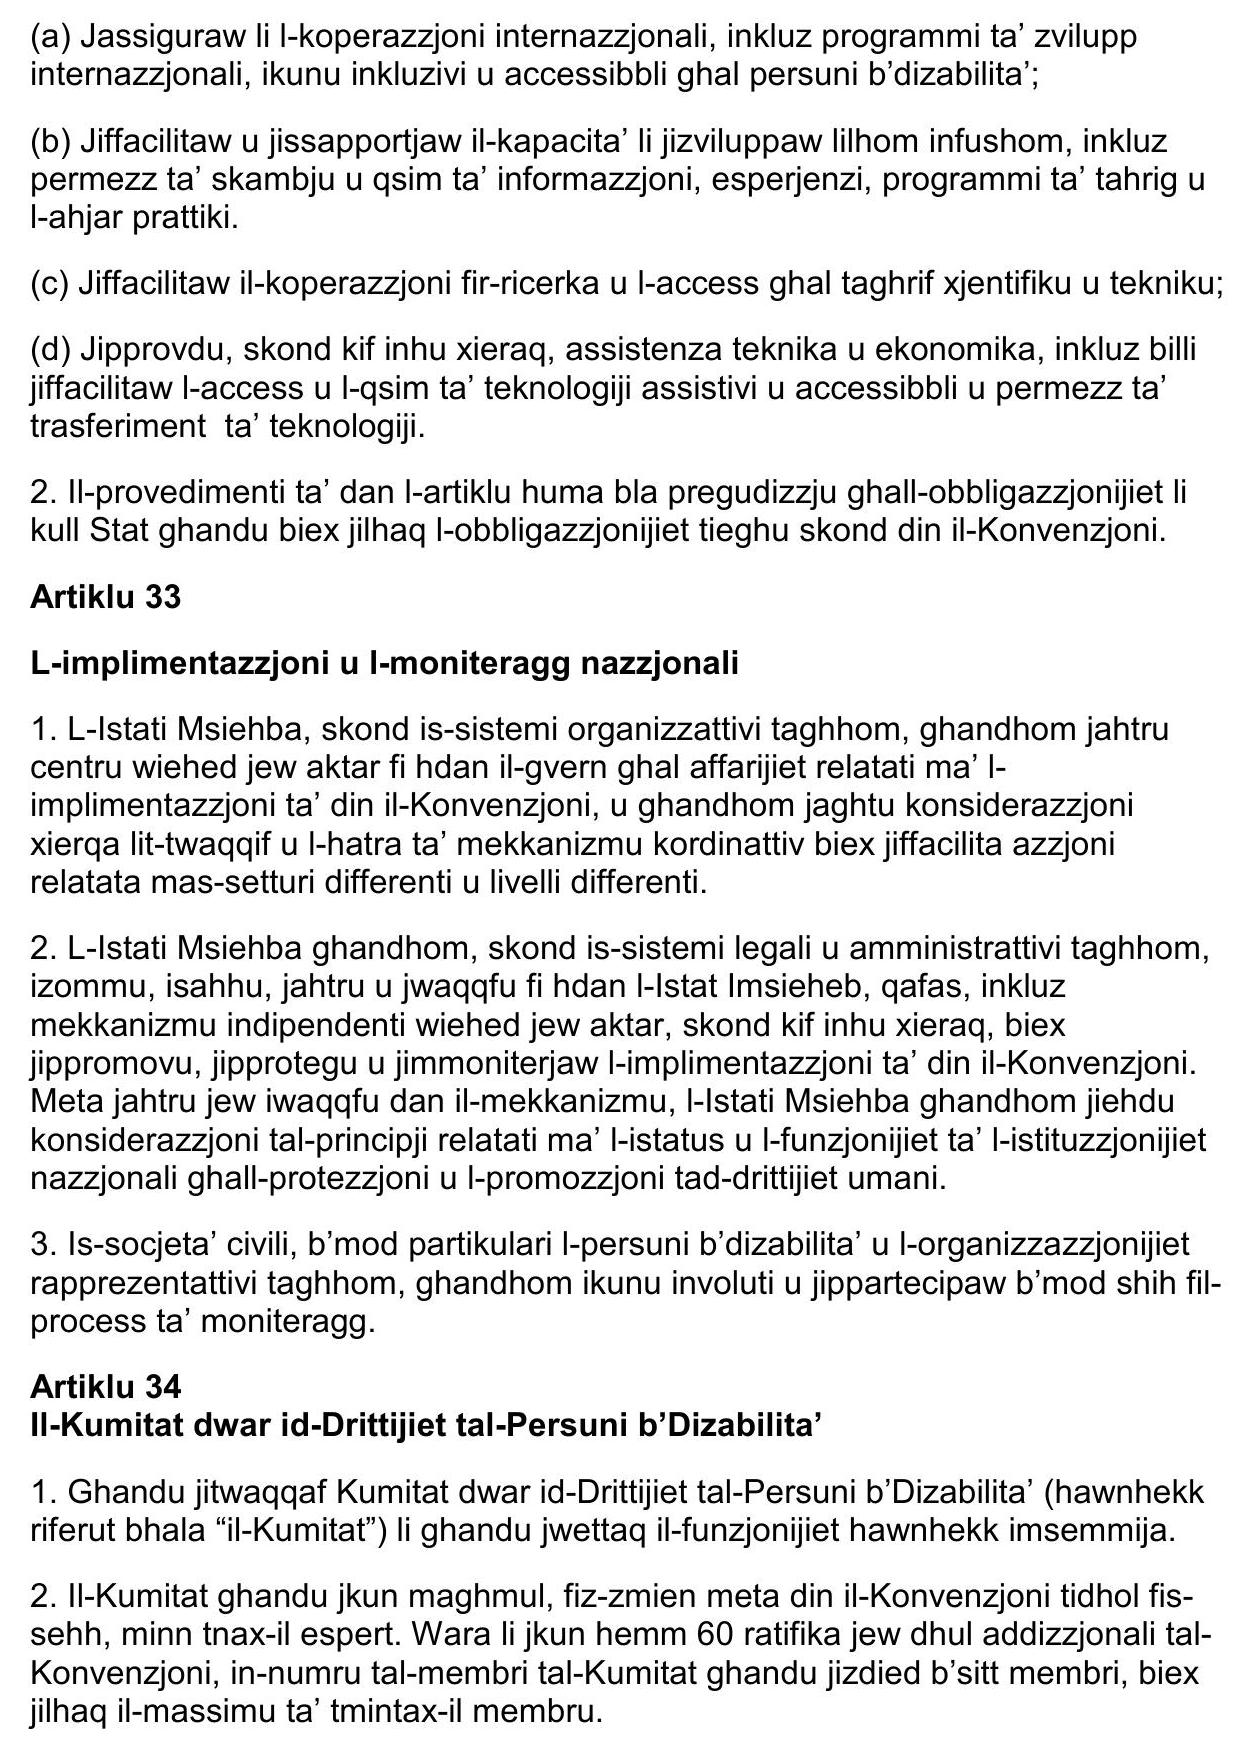 (a) Jassiguraw li l-koperazzjoni internazzjonali, inkluz programmi ta’ zvilupp
internazzjonali, ikunu inkluzivi u accessibbli ghal persuni b’dizabilita’;
(b) Jiffacilitaw u jissapportjaw il-kapacita’ li jizviluppaw lilhom infushom, inkluz
permezz ta’ skambju u qsim ta’ informazzjoni, esperjenzi, programmi ta’ tahrig u
l-ahjar prattiki.
(c) Jiffacilitaw il-koperazzjoni fir-ricerka u l-access ghal taghrif xjentifiku u tekniku;
(d) Jipprovdu, skond kif inhu xieraq, assistenza teknika u ekonomika, inkluz billi
jiffacilitaw l-access u l-qsim ta’ teknologiji assistivi u accessibbli u permezz ta’
trasferiment  ta’ teknologiji.
2. Il-provedimenti ta’ dan l-artiklu huma bla pregudizzju ghall-obbligazzjonijiet li
kull Stat ghandu biex jilhaq l-obbligazzjonijiet tieghu skond din il-Konvenzjoni.
Artiklu 33
L-implimentazzjoni u l-moniteragg nazzjonali
1. L-Istati Msiehba, skond is-sistemi organizzattivi taghhom, ghandhom jahtru
centru wiehed jew aktar fi hdan il-gvern ghal affarijiet relatati ma’ l-
implimentazzjoni ta’ din il-Konvenzjoni, u ghandhom jaghtu konsiderazzjoni
xierqa lit-twaqqif u l-hatra ta’ mekkanizmu kordinattiv biex jiffacilita azzjoni
relatata mas-setturi differenti u livelli differenti.
2. L-Istati Msiehba ghandhom, skond is-sistemi legali u amministrattivi taghhom,
izommu, isahhu, jahtru u jwaqqfu fi hdan l-Istat Imsieheb, qafas, inkluz
mekkanizmu indipendenti wiehed jew aktar, skond kif inhu xieraq, biex
jippromovu, jipprotegu u jimmoniterjaw l-implimentazzjoni ta’ din il-Konvenzjoni.
Meta jahtru jew iwaqqfu dan il-mekkanizmu, l-Istati Msiehba ghandhom jiehdu
konsiderazzjoni tal-principji relatati ma’ l-istatus u l-funzjonijiet ta’ l-istituzzjonijiet
nazzjonali ghall-protezzjoni u l-promozzjoni tad-drittijiet umani.
3. Is-socjeta’ civili, b’mod partikulari l-persuni b’dizabilita’ u l-organizzazzjonijiet
rapprezentattivi taghhom, ghandhom ikunu involuti u jippartecipaw b’mod shih fil-
process ta’ moniteragg.
Artiklu 34
Il-Kumitat dwar id-Drittijiet tal-Persuni b’Dizabilita’
1. Ghandu jitwaqqaf Kumitat dwar id-Drittijiet tal-Persuni b’Dizabilita’ (hawnhekk
riferut bhala “il-Kumitat”) li ghandu jwettaq il-funzjonijiet hawnhekk imsemmija.
2. Il-Kumitat ghandu jkun maghmul, fiz-zmien meta din il-Konvenzjoni tidhol fis-
sehh, minn tnax-il espert. Wara li jkun hemm 60 ratifika jew dhul addizzjonali tal-
Konvenzjoni, in-numru tal-membri tal-Kumitat ghandu jizdied b’sitt membri, biex
jilhaq il-massimu ta’ tmintax-il membru.